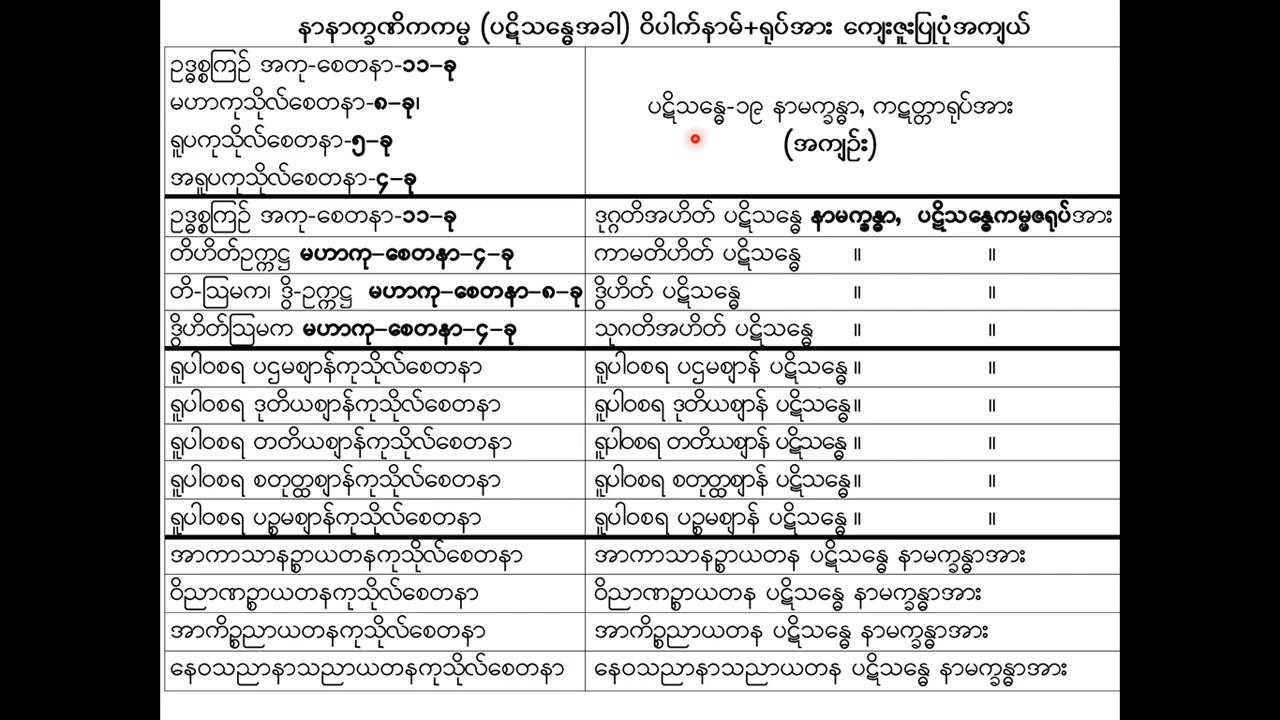 နာနာက္ခဏိကကမ္မ (ပဋိသန္ဓေအခါ) ဝိပါက်နာမ်+ရုပ်အား ကျေးဇူးပြုပုံအကျယ်
ဥဒ္ဓစ္စကြဉ် အကု-စေတနာ-၁၁–ခု
မဟာကုသိုလ်စေတနာ-၈–ခု၊
ရူပကုသိုလ်စေတနာ-၅–ခု
အရူပကုသိုလ်စေတနာ-၄–ခု
ပဋိသန္ဓေ-၁၉ နာမက္ခန္ဓာ, ကဋတ္တာရုပ်အား
(အကျဉ်း)
ဥဒ္ဓစ္စကြဉ် အကု-စေတနာ-၁၁–ခု ဒုဂ္ဂတိအဟိတ် ပဋိသန္ဓေ နာမက္ခန္ဓာ, ပဋိသန္ဓေကမ္မဇရုပ်အား
တိဟိတ်ဥက္ကဋ္ဌ မဟာကု–စေတနာ–၄–ခု ကာမတိဟိတ် ပဋိသန္ဓေ ။ ။
တိ-ဩမက၊ ဒွိ-ဥက္ကဋ္ဌ မဟာကု–စေတနာ–၈–ခု ဒွိဟိတ် ပဋိသန္ဓေ ။ ။
ဒွိဟိတ်ဩမက မဟာကု–စေတနာ–၄–ခု သုဂတိအဟိတ် ပဋိသန္ဓေ ။ ။
ရူပါဝစရ ပဌမဈာန်ကုသိုလ်စေတနာ ရူပါဝစရ ပဌမဈာန် ပဋိသန္ဓေ ။ ။
ရူပါဝစရ ဒုတိယဈာန်ကုသိုလ်စေတနာ ရူပါဝစရ ဒုတိယဈာန် ပဋိသန္ဓေ ။ ။
ရူပါဝစရ တတိယဈာန်ကုသိုလ်စေတနာ ရူပါဝစရ တတိယဈာန် ပဋိသန္ဓေ ။ ။
ရူပါဝစရ စတုတ္ထဈာန်ကုသိုလ်စေတနာ ရူပါဝစရ စတုတ္ထဈာန် ပဋိသန္ဓေ ။ ။
ရူပါဝစရ ပဉ္စမဈာန်ကုသိုလ်စေတနာ ရူပါဝစရ ပဉ္စမဈာန် ပဋိသန္ဓေ ။ ။
အာကာသာနဉ္စာယတနကုသိုလ်စေတနာ အာကာသာနဉ္စာယတန ပဋိသန္ဓေ နာမက္ခန္ဓာအား
ဝိညာဏဉ္စာယတနကုသိုလ်စေတနာ ဝိညာဏဉ္စာယတန ပဋိသန္ဓေ နာမက္ခန္ဓာအား
အာကိဉ္စညာယတနကုသိုလ်စေတနာ အာကိဉ္စညာယတန ပဋိသန္ဓေ နာမက္ခန္ဓာအား
နေဝသညာနာသညာယတနကုသိုလ်စေတနာ နေဝသညာနာသညာယတန ပဋိသန္ဓေ နာမက္ခန္ဓာအား